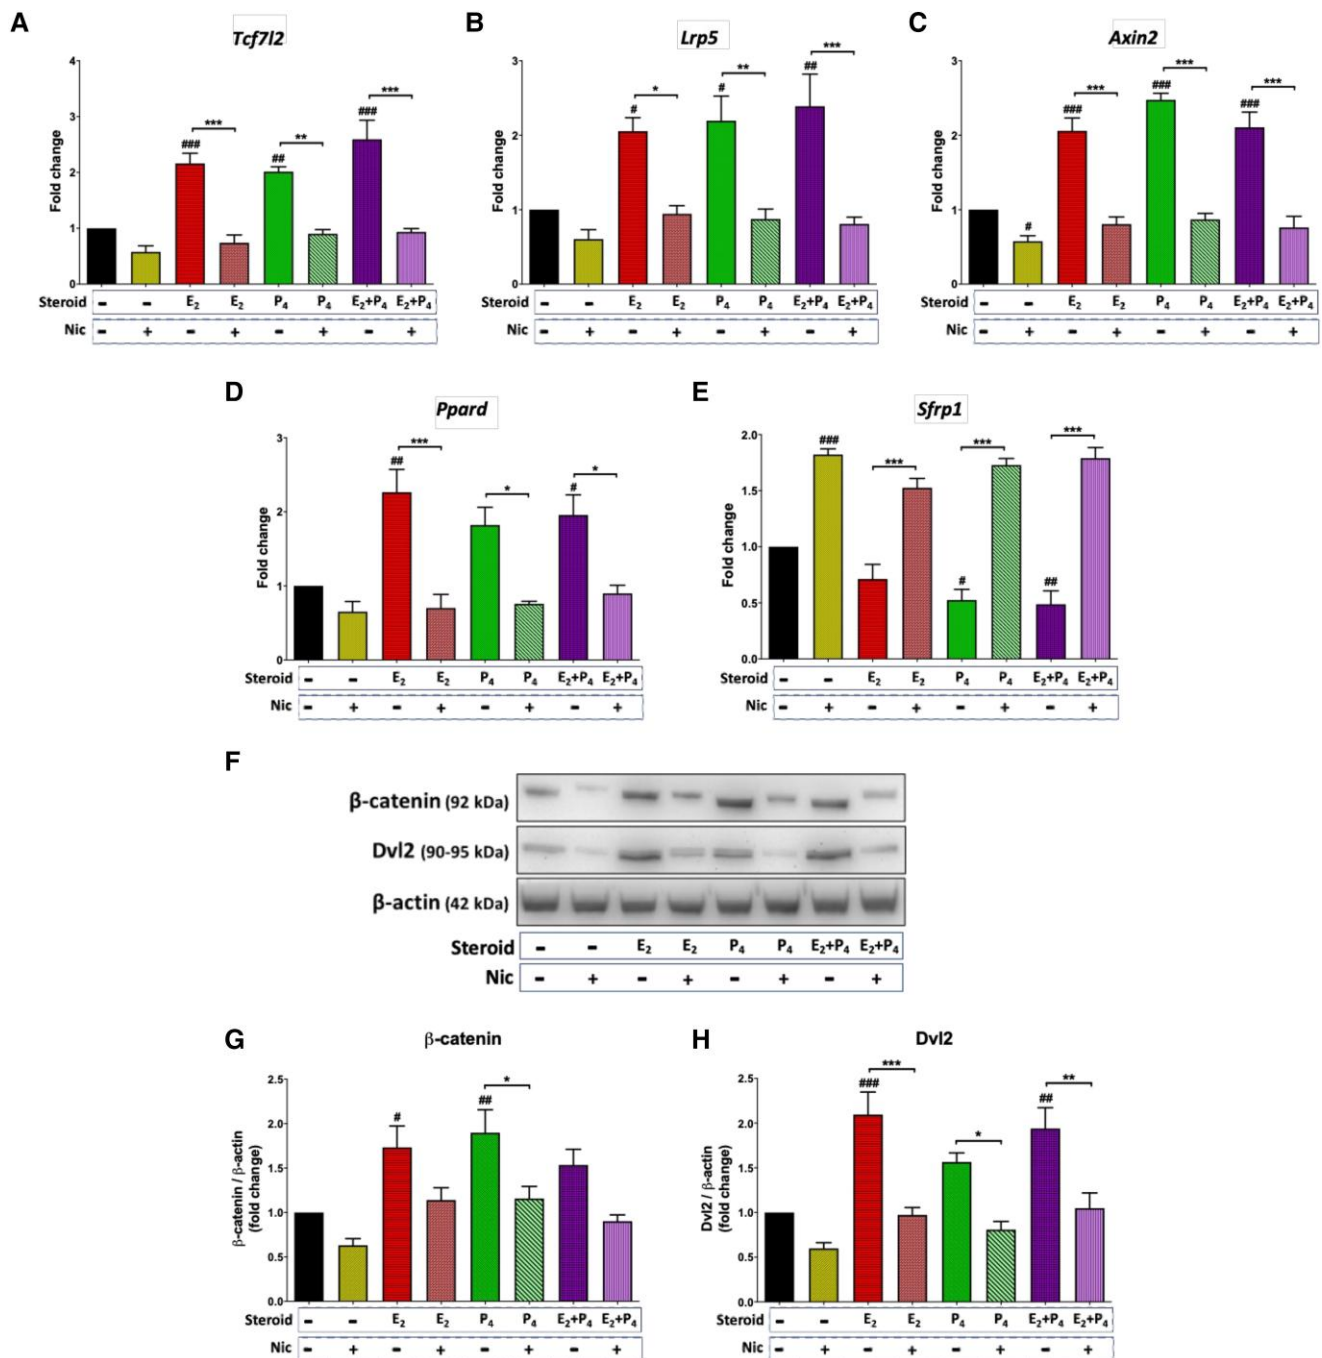 A
B
C
Tcf7l2
Lrp5
Axin2
Fold change
4
3
2
1
0
###
***
##
**
###
***
Steroid - - E2 E2 P4 P4 E2+P4 E2+P4
Nic - + - + - + - +
Fold change
3
2
1
0
#
*
#
**
##
***
- - E2 E2 P4 P4 E2+P4 E2+P4
Steroid
Nic - + - + - + - +
Fold change
3
2
1
0
#
###
***
###
***
###
***
Steroid - - E2 E2 P4 P4 E2+P4 E2+P4
Nic - + - + - + - +
D
E
Ppard
Sfrp1
Fold change
3
2
1
0
##
***
*
#
*
Steroid - - E2 E2 P4 P4 E2+P4 E2+P4
Nic - + - + - + - +
Fold change
2.0
1.5
1.0
0.5
0.0
###
***
#
***
##
***
Steroid - - E2 E2 P4 P4 E2+P4 E2+P4
Nic - + - + - + - +
F
β-catenin (92 kDa)
Dvl2 (90-95 kDa)
β-actin (42 kDa)
Steroid - - E2 E2 P4 P4 E2+P4 E2+P4
Nic - + - + - + - +
G
H
β-catenin
Dvl2
β-catenin / β-actin
(fold change)
2.5
2.0
1.5
1.0
0.5
0.0
#
##
*
Steroid - - E2 E2 P4 P4 E2+P4 E2+P4
Nic - + - + - + - +
Dvl2 / β-actin
(fold change)
2.5
2.0
1.5
1.0
0.5
0.0
###
***
*
##
**
Steroid - - E2 E2 P4 P4 E2+P4 E2+P4
Nic - + - + - + - +